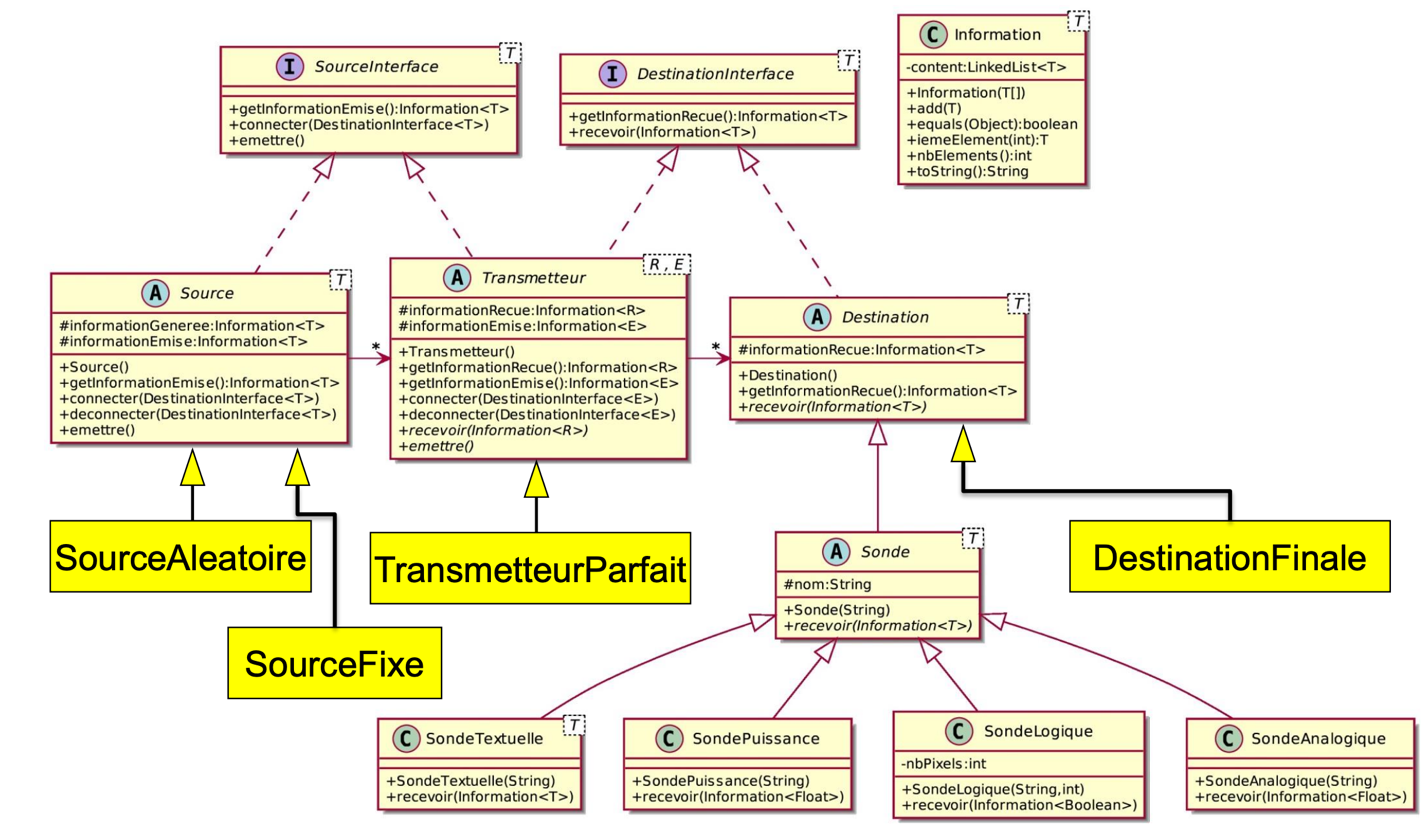 I SourceInterface
T
+getInformationEmise():Information<T>
+connecter(DestinationInterface<T>)
+emettre()
I DestinationInterface
T
+getInformationRecue():Information<T>
+recevoir(Information<T>)
C Information
T
-content:LinkedList<T>
+Information(T[])
+add(T)
+equals(Object):boolean
+iemeElement(int):T
+nbElements():int
+toString():String
A Source
T
#informationGeneree:Information<T>
#informationEmise:Information<T>
+Source()
+getInformationEmise():Information<T>
+connecter(DestinationInterface<T>)
+deconnecter(DestinationInterface<T>)
+emettre()
*
A Transmetteur
R , E
#informationRecue:Information<R>
#informationEmise:Information<E>
+Transmetteur()
+getInformationRecue():Information<R>
+getInformationEmise():Information<E>
+connecter(DestinationInterface<E>)
+deconnecter(DestinationInterface<E>)
+recevoir(Information<R>)
+emettre()
*
A Destination
T
#informationRecue:Information<T>
+Destination()
+getInformationRecue():Information<T>
+recevoir(Information<T>)
SourceAleatoire
SourceFixe
TransmetteurParfait
DestinationFinale
A Sonde
T
#nom:String
+Sonde(String)
+recevoir(Information<T>)
C SondeTextuelle
T
+SondeTextuelle(String)
+recevoir(Information<T>)
C SondePuissance
+SondePuissance(String)
+recevoir(Information<Float>)
C SondeLogique
-nbPixels:int
+SondeLogique(String,int)
+recevoir(Information<Boolean>)
C SondeAnalogique
+SondeAnalogique(String)
+recevoir(Information<Float>)